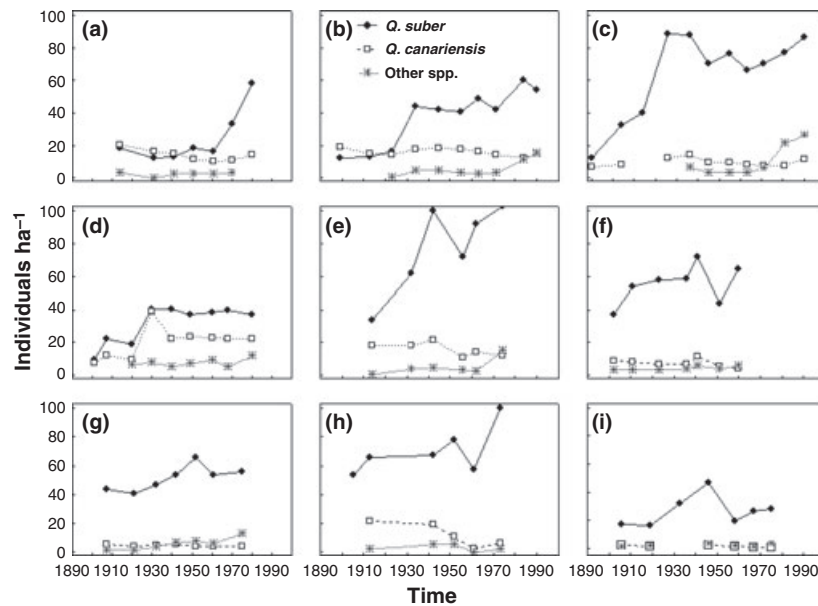 (a) (b) (c)
Q. suber
Q. canariensis
Other spp.
100
80
60
40
20
0
(d) (e) (f)
100
80
60
40
20
0
(g) (h) (i)
100
80
60
40
20
0
Individuals ha⁻¹
1890 1910 1930 1950 1970 1990 1890 1910 1930 1950 1970 1990 1890 1910 1930 1950 1970 1990
Time